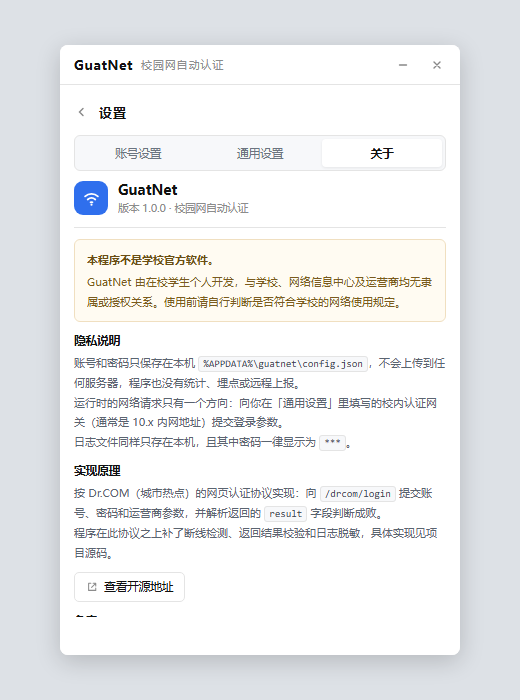 GuatNet 校园网自动认证
设置
账号设置 通用设置 关于
GuatNet
版本 1.0.0 · 校园网自动认证
本程序不是学校官方软件。
GuatNet 由在校学生个人开发，与学校、网络信息中心及运营商均无隶
属或授权关系。使用前请自行判断是否符合学校的网络使用规定。
隐私说明
账号和密码只保存在本机 %APPDATA%\guatnet\config.json，不会上传到任
何服务器，程序也没有统计、埋点或远程上报。
运行时的网络请求只有一个方向：向你在「通用设置」里填写的校内认证网
关（通常是 10.x 内网地址）提交登录参数。
日志文件同样只存在本机，且其中密码一律显示为 ***。
实现原理
按 Dr.COM（城市热点）的网页认证协议实现：向 /drcom/login 提交账
号、密码和运营商参数，并解析返回的 result 字段判断成败。
程序在此协议之上补了断线检测、返回结果校验和日志脱敏，具体实现见项
目源码。
查看开源地址